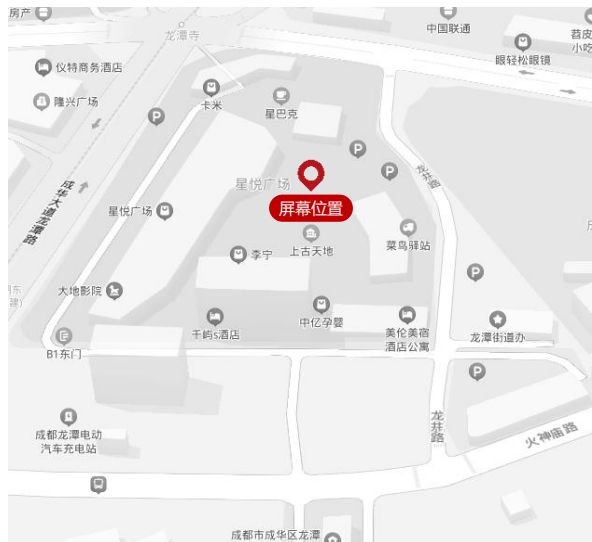 房产
中国联通
苔皮
小吃
龙潭寺
眼轻松眼镜
仪特商务酒店
隆兴广场
P
卡米
星巴克
P
P
龙井路
成华大道龙潭路
星悦广场
屏幕位置
星悦广场
菜鸟驿站
上古天地
李宁
P
大地影院
千屿s酒店
中亿孕婴
美伦美宿
酒店公寓
龙潭街道办
B1东门
P
龙井路
火神庙路
成都龙潭电动
汽车充电站
成都市成华区龙潭